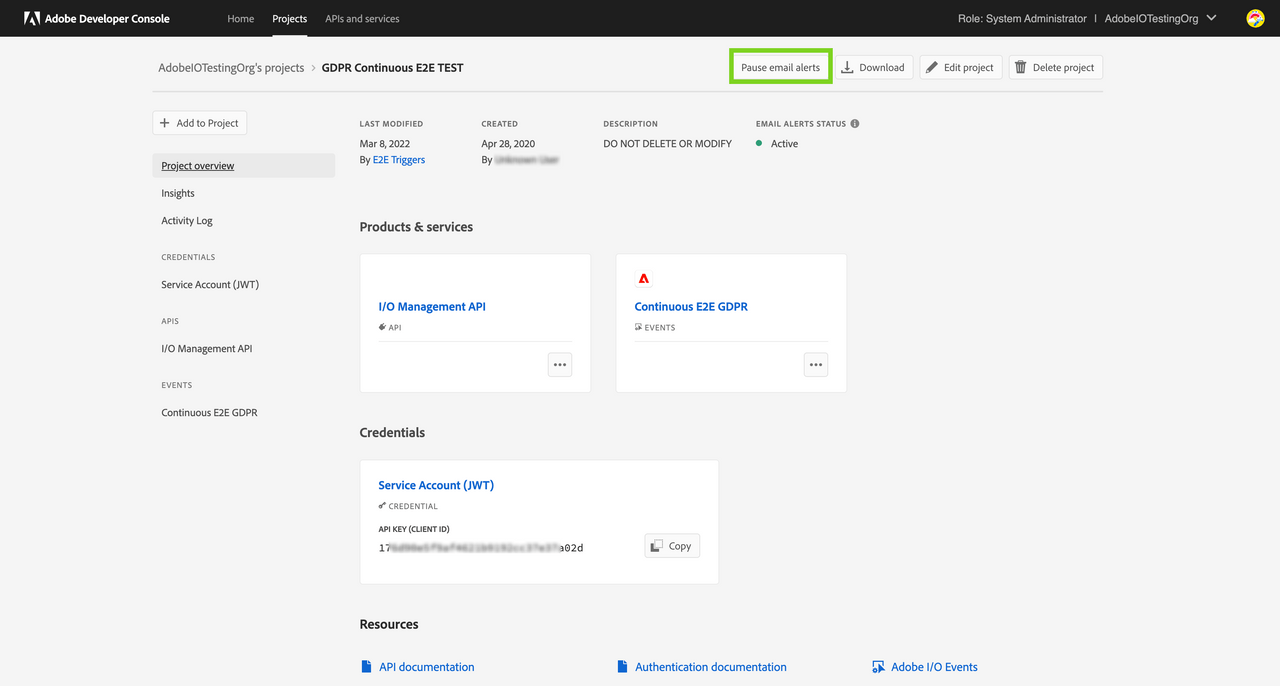 Adobe Developer Console
Home Projects APIs and services
Role: System Administrator | AdobeIOTestingOrg
AdobeIOTestingOrg's projects > GDPR Continuous E2E TEST
Pause email alerts
Download
Edit project
Delete project
Add to Project
Project overview
Insights
Activity Log
CREDENTIALS
Service Account (JWT)
APIS
I/O Management API
EVENTS
Continuous E2E GDPR
LAST MODIFIED
Mar 8, 2022
By E2E Triggers
CREATED
Apr 28, 2020
By
DESCRIPTION
DO NOT DELETE OR MODIFY
EMAIL ALERTS STATUS
Active
Products & services
I/O Management API
API
Continuous E2E GDPR
EVENTS
Credentials
Service Account (JWT)
CREDENTIAL
API KEY (CLIENT ID)
Copy
Resources
API documentation
Authentication documentation
Adobe I/O Events